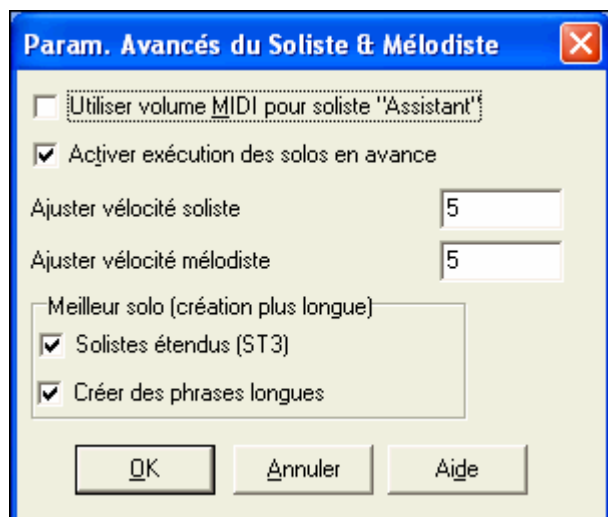 Param. Avancés du Soliste & Mélodiste
Utiliser volume MIDI pour soliste "Assistant"
Activer exécution des solos en avance
Ajuster vélocité soliste 5
Ajuster vélocité mélodiste 5
Meilleur solo (création plus longue)
Solistes étendus (ST3)
Créer des phrases longues
OK Annuler Aide